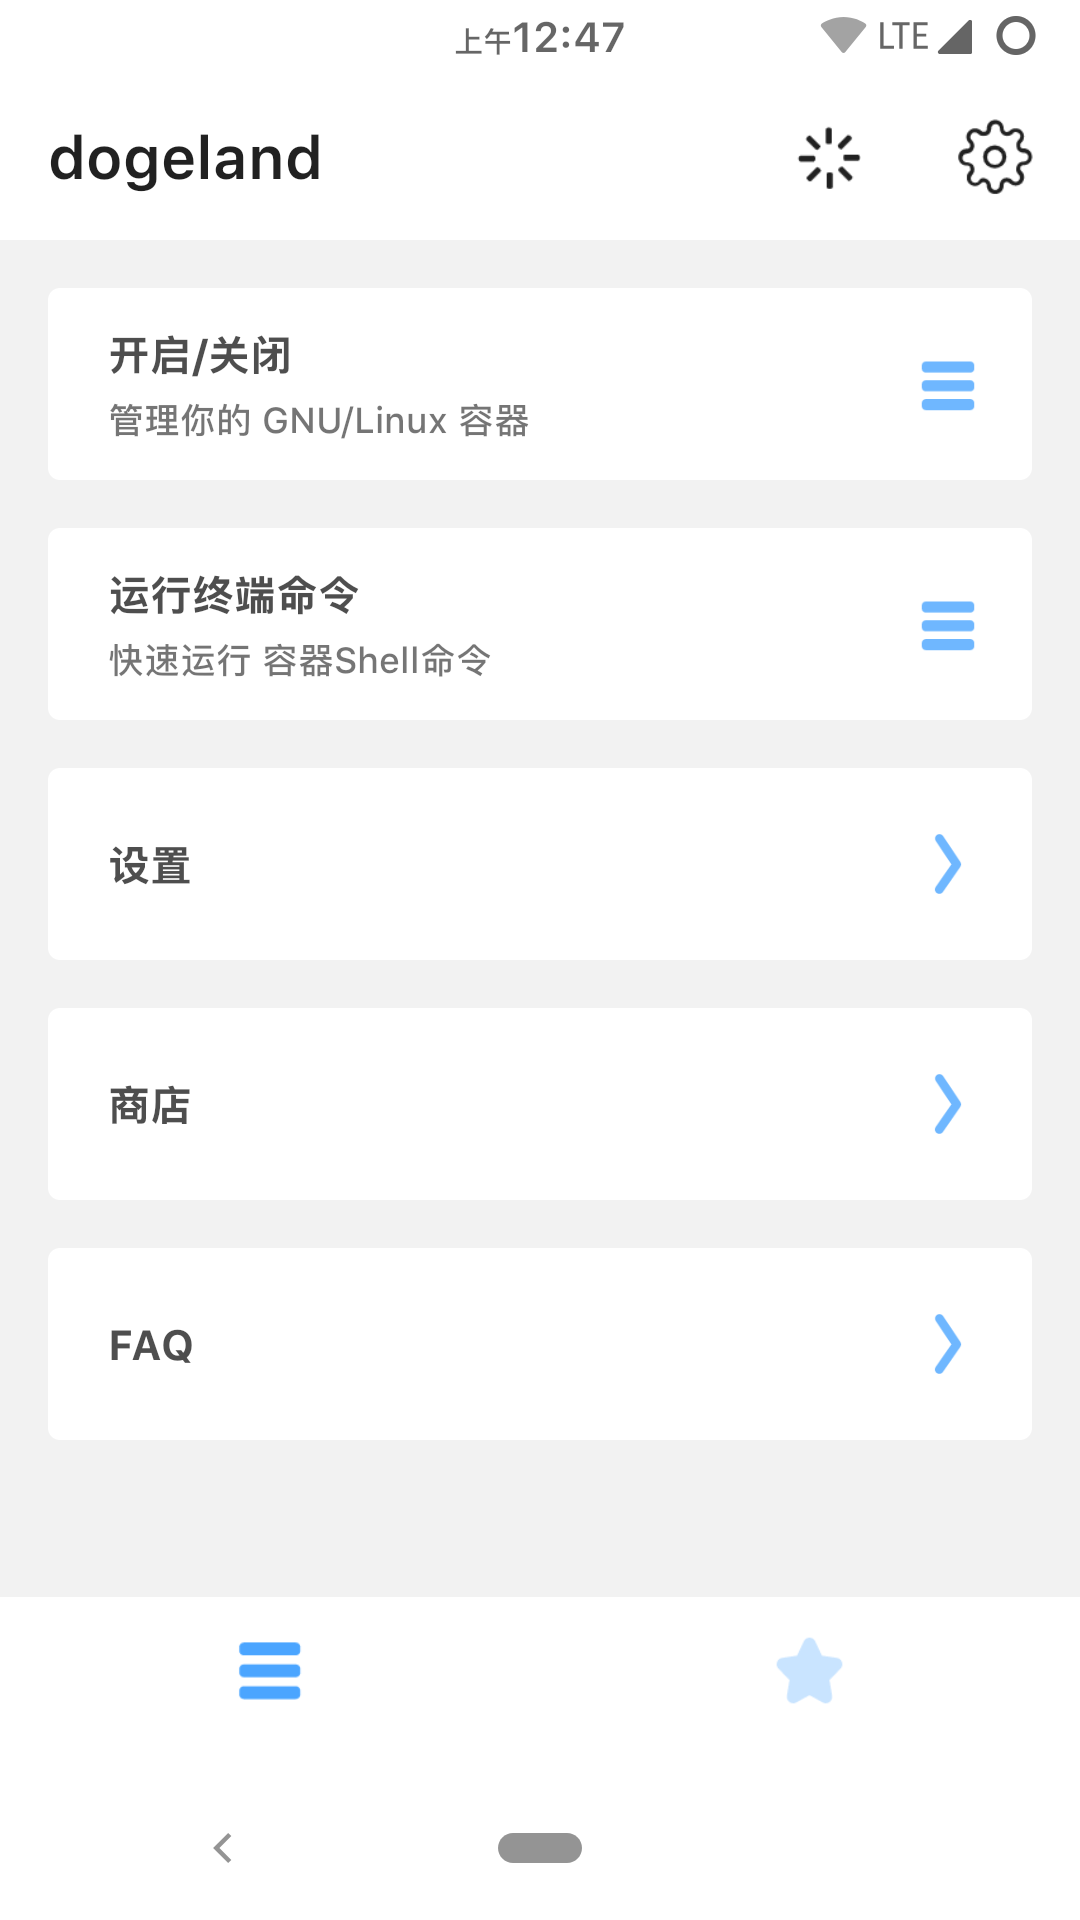 上午12:47
LTE
dogeland
开启/关闭
管理你的 GNU/Linux 容器
运行终端命令
快速运行 容器Shell命令
设置
商店
FAQ